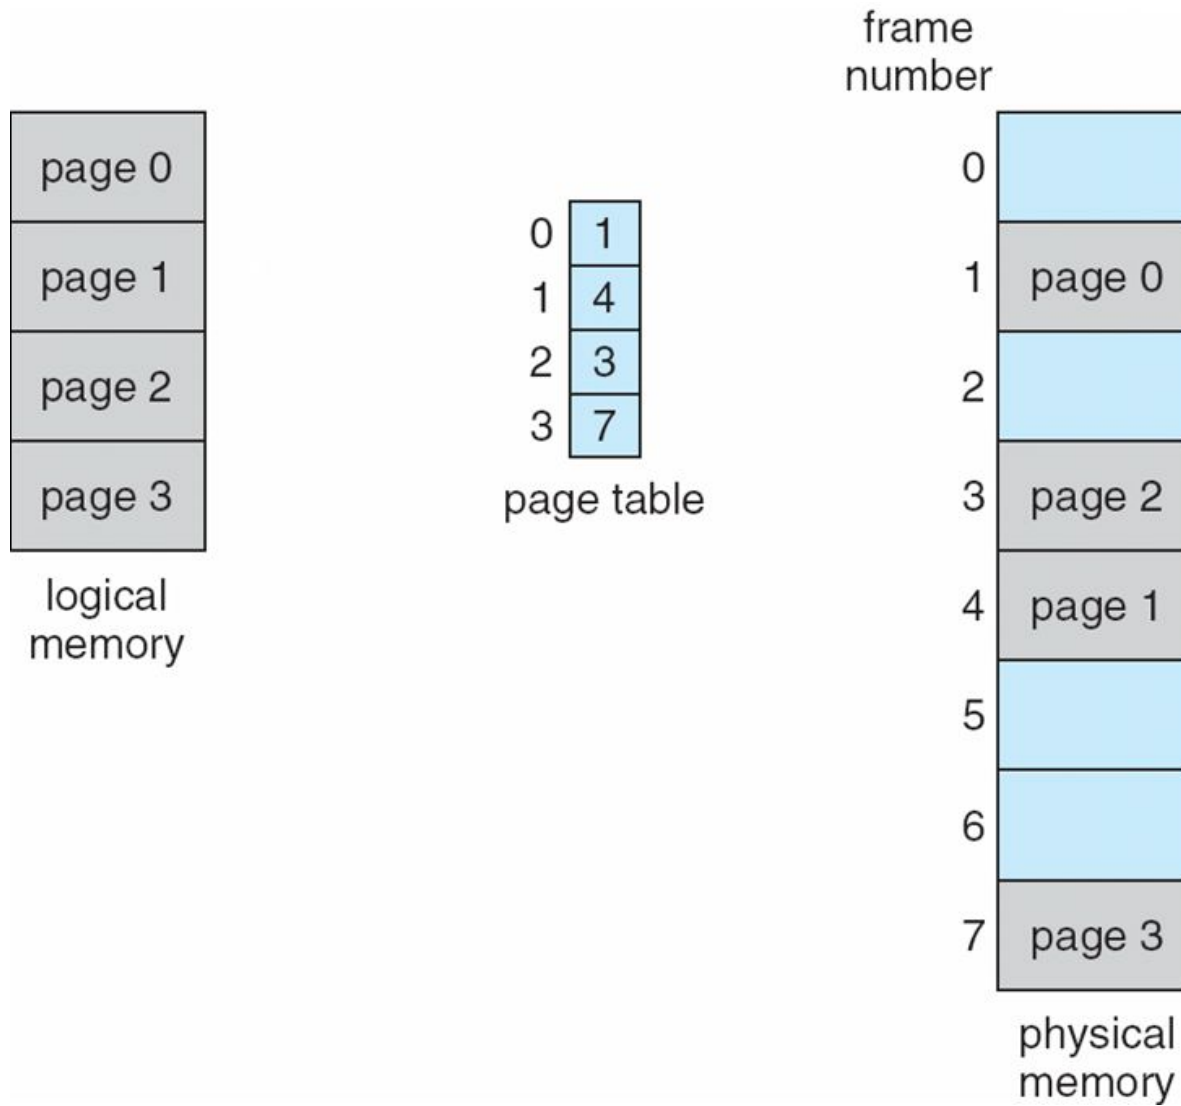 frame
number
page 0
page 1
page 2
page 3
logical
memory
0 1
1 4
2 3
3 7
page table
0
1 page 0
2
3 page 2
4 page 1
5
6
7 page 3
physical
memory